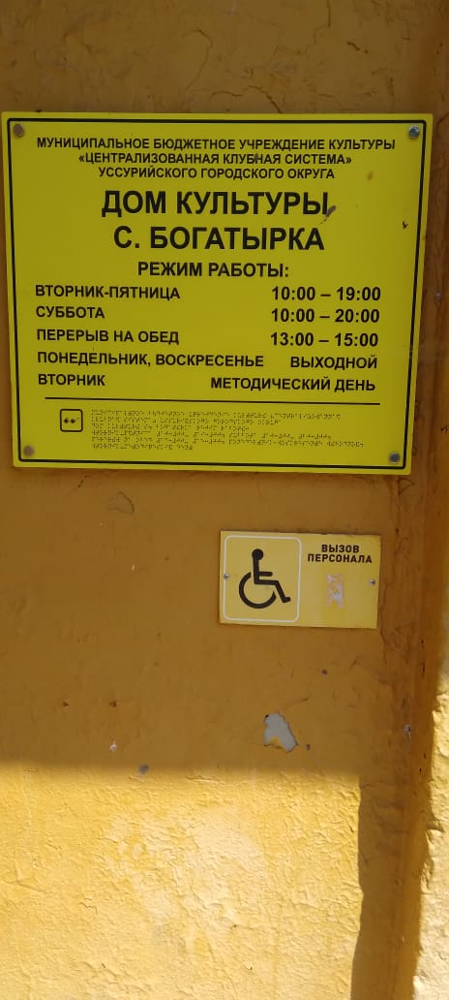 МУНИЦИПАЛЬНОЕ БЮДЖЕТНОЕ УЧРЕЖДЕНИЕ КУЛЬТУРЫ
«ЦЕНТРАЛИЗОВАННАЯ КЛУБНАЯ СИСТЕМА»
УССУРИЙСКОГО ГОРОДСКОГО ОКРУГА
ДОМ КУЛЬТУРЫ
С. БОГАТЫРКА
РЕЖИМ РАБОТЫ:
ВТОРНИК-ПЯТНИЦА 10:00 – 19:00
СУББОТА 10:00 – 20:00
ПЕРЕРЫВ НА ОБЕД 13:00 – 15:00
ПОНЕДЕЛЬНИК, ВОСКРЕСЕНЬЕ ВЫХОДНОЙ
ВТОРНИК МЕТОДИЧЕСКИЙ ДЕНЬ
ВЫЗОВ
ПЕРСОНАЛА